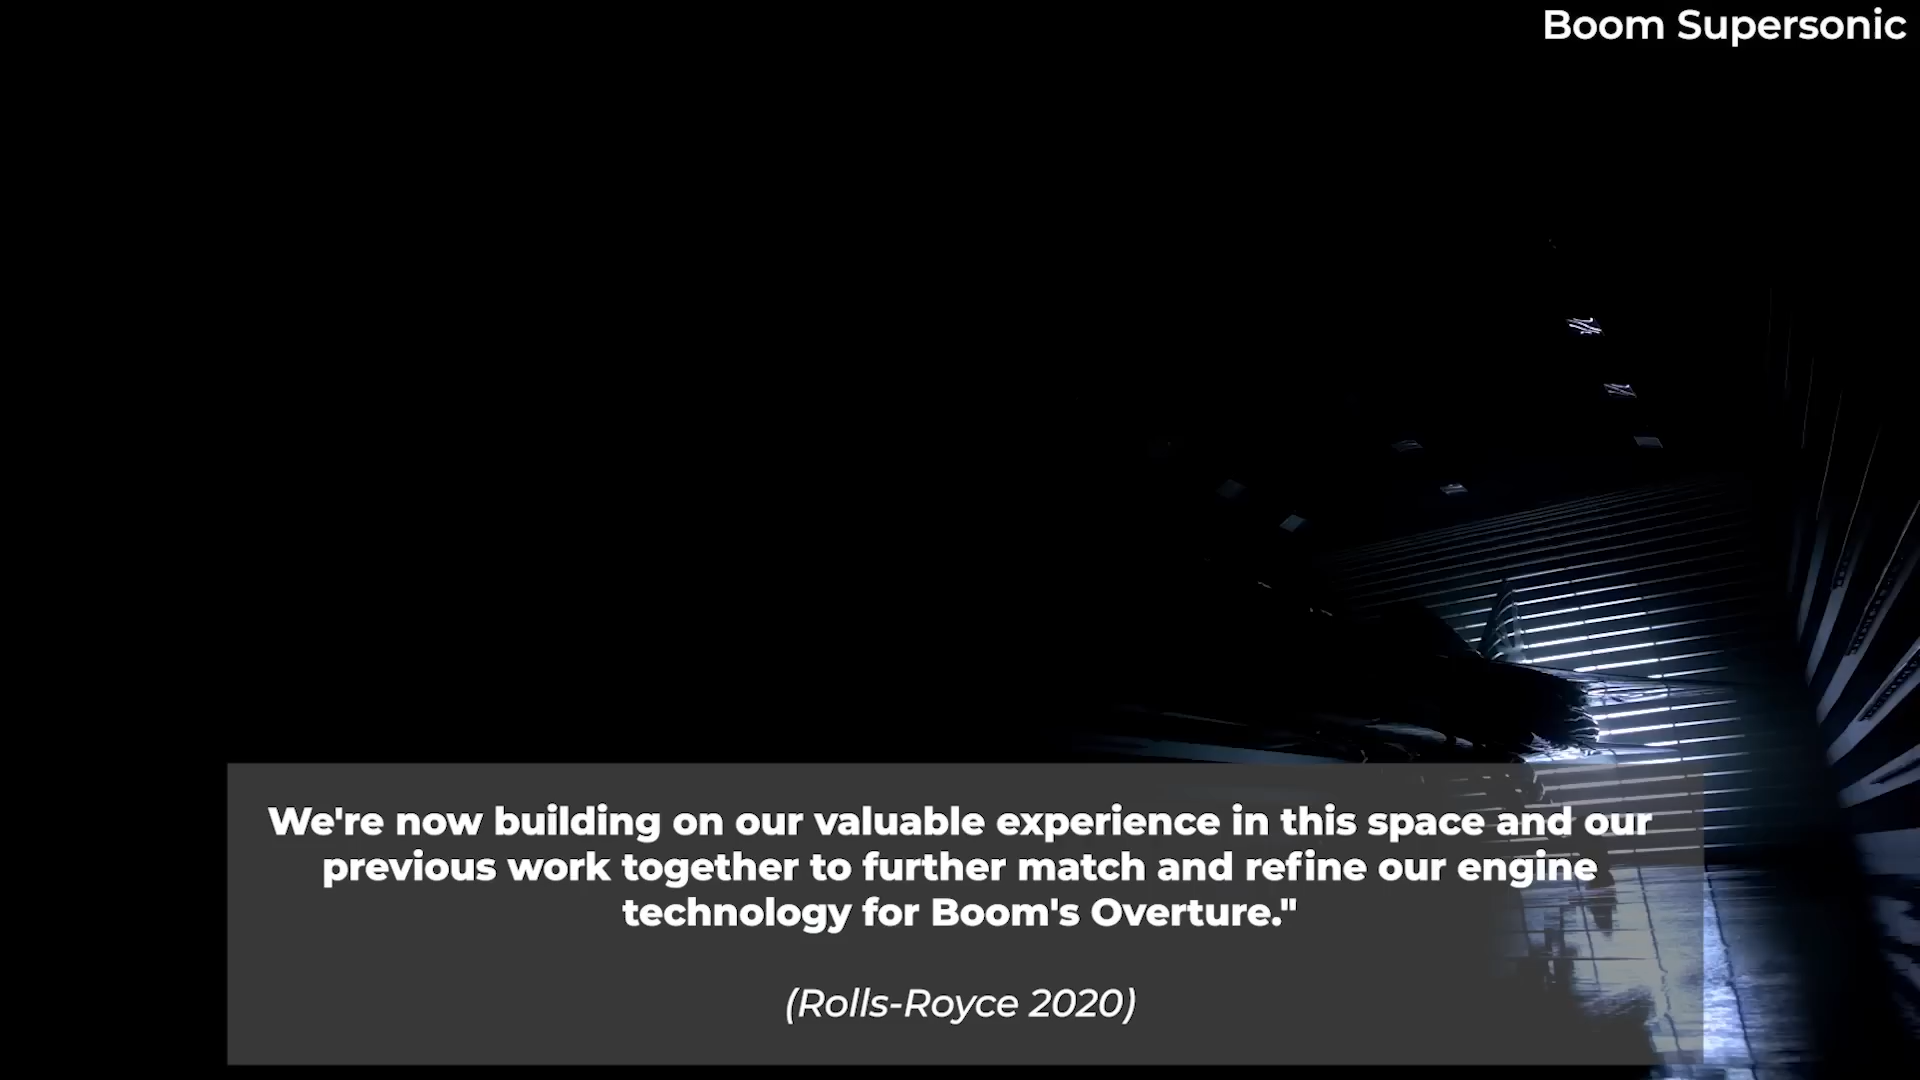 Boom Supersonic
We're now building on our valuable experience in this space and our
previous work together to further match and refine our engine
technology for Boom's Overture."
(Rolls-Royce 2020)